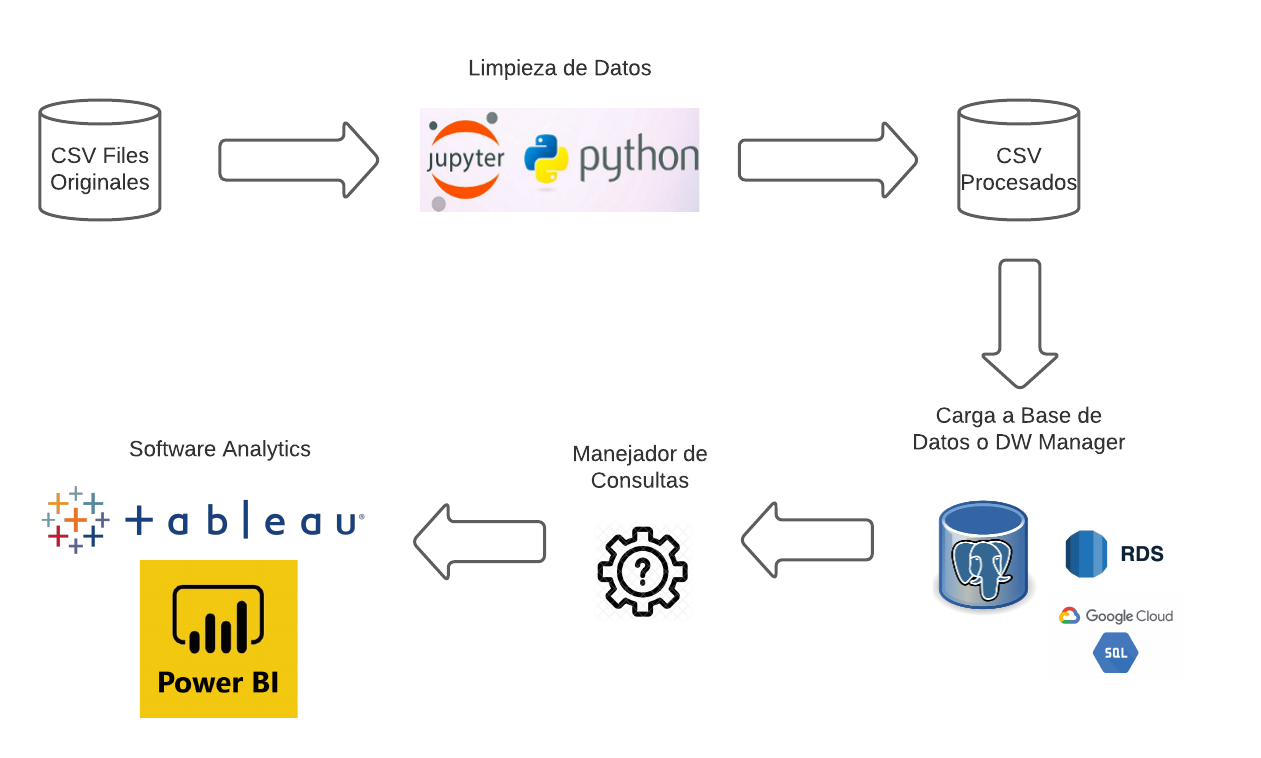 Limpieza de Datos
CSV Files
Originales
jupyter
python
CSV
Procesados
Carga a Base de
Datos o DW Manager
Software Analytics
Manejador de
Consultas
+ableau®
?
RDS
Google Cloud
SQL
Power BI